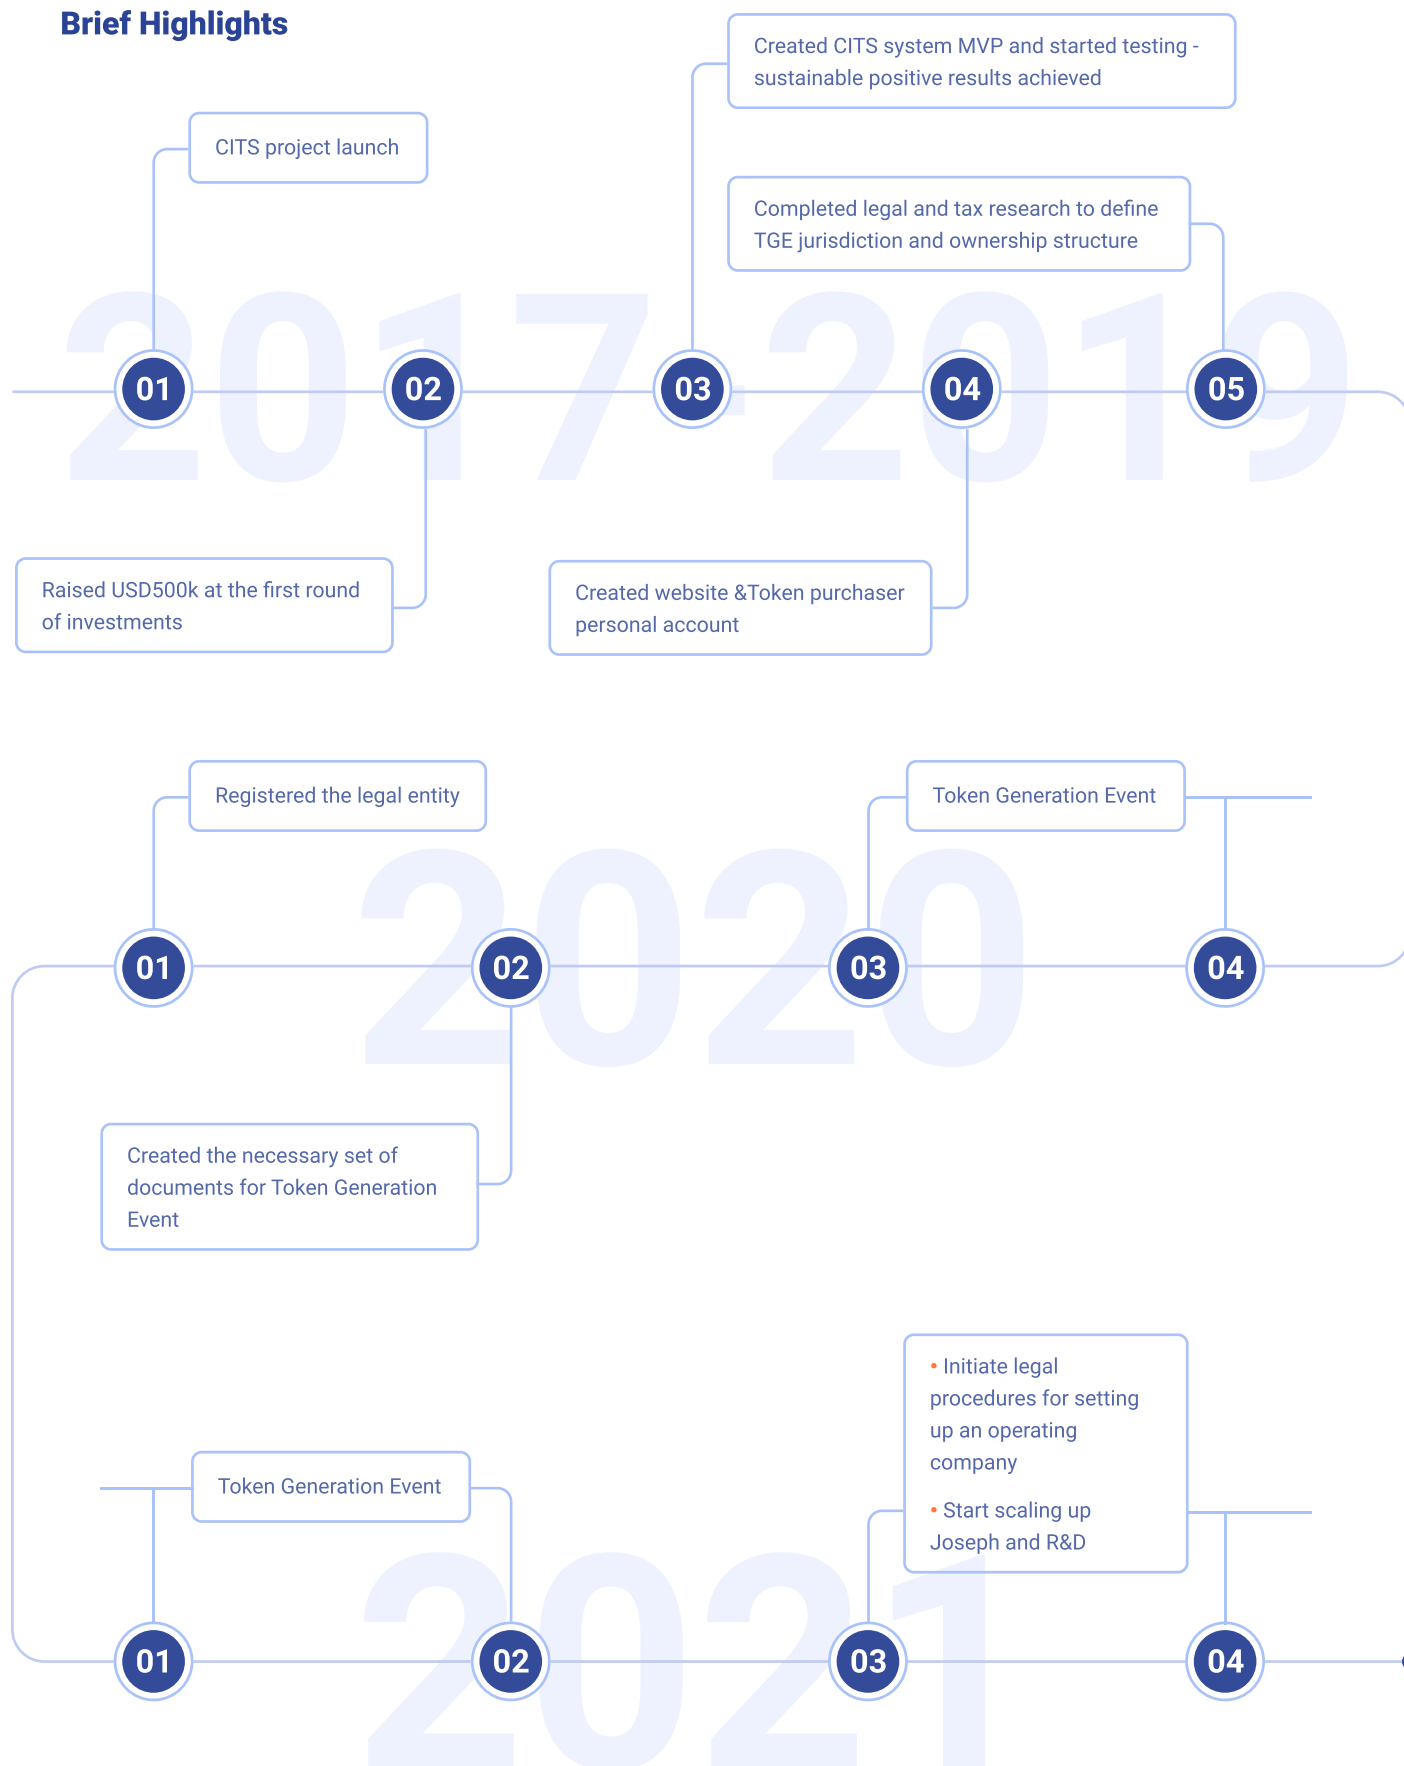 Brief Highlights
Created CITS system MVP and started testing -
sustainable positive results achieved
CITS project launch
Completed legal and tax research to define
TGE jurisdiction and ownership structure
2017-2019
01
02
03
04
05
Raised USD500k at the first round
of investments
Created website &Token purchaser
personal account
Registered the legal entity
Token Generation Event
2020
01
02
03
04
Created the necessary set of
documents for Token Generation
Event
• Initiate legal
procedures for setting
up an operating
company
• Start scaling up
Joseph and R&D
Token Generation Event
2021
01
02
03
04